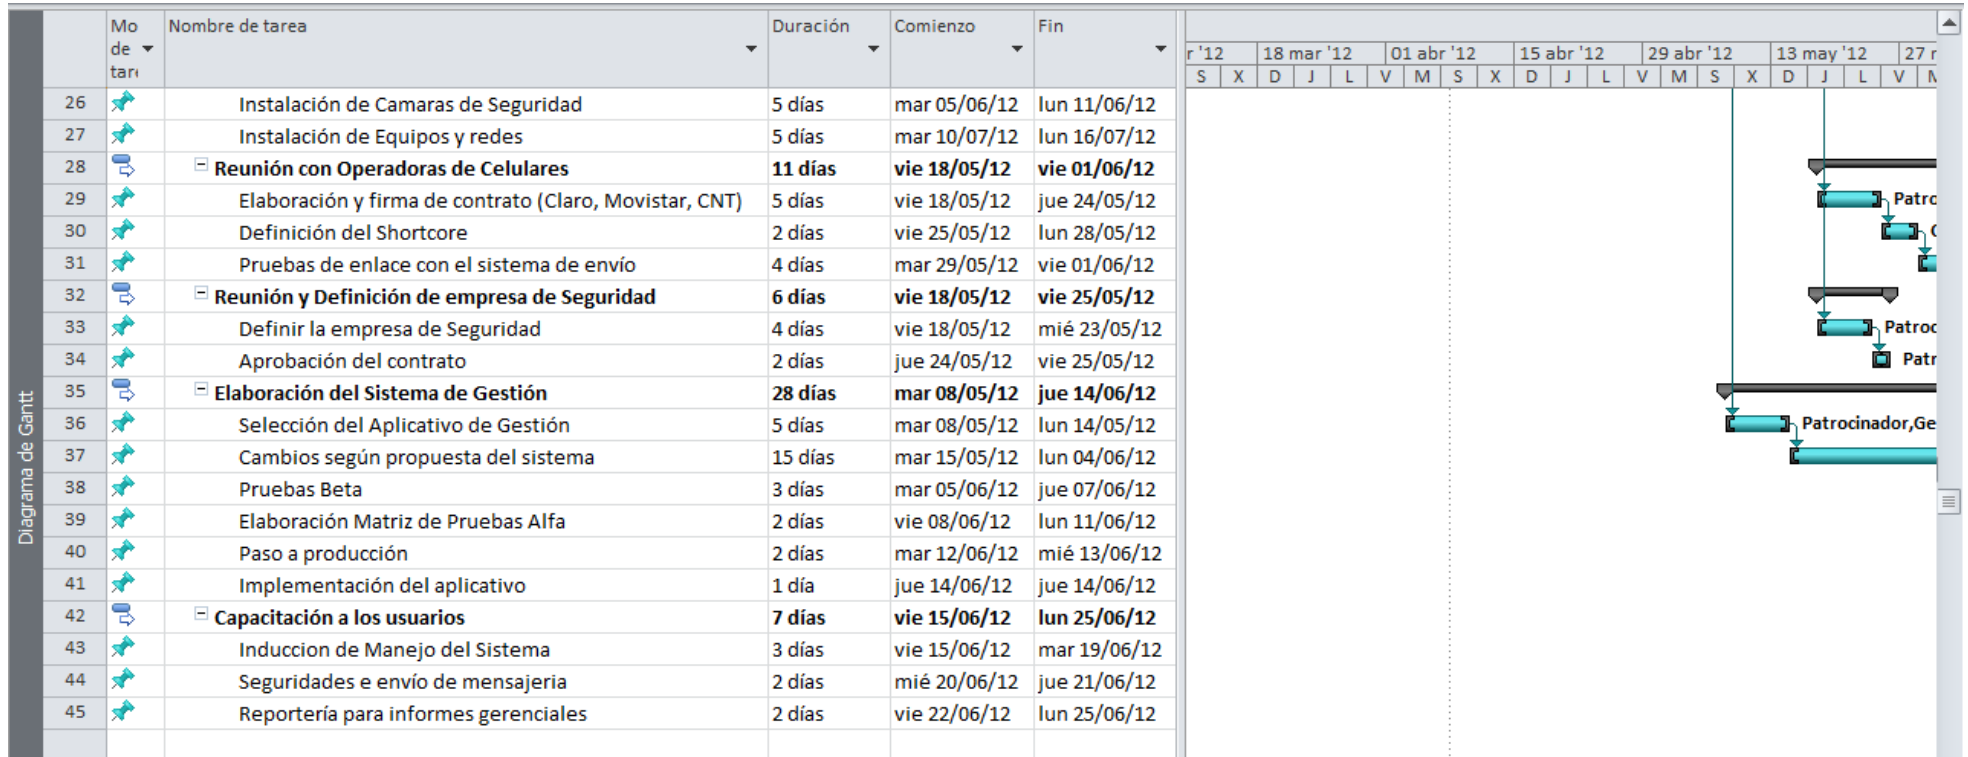 Mo de tar
Nombre de tarea
Duración
Comienzo
Fin
r '12 18 mar '12 01 abr '12 15 abr '12 29 abr '12 13 may '12 27
S X D J L V M S X D J L V M S X D J L V
26 Instalación de Camaras de Seguridad 5 días mar 05/06/12 lun 11/06/12
27 Instalación de Equipos y redes 5 días mar 10/07/12 lun 16/07/12
28 Reunión con Operadoras de Celulares 11 días vie 18/05/12 vie 01/06/12
29 Elaboración y firma de contrato (Claro, Movistar, CNT) 5 días vie 18/05/12 jue 24/05/12 Patro
30 Definición del Shortcore 2 días vie 25/05/12 lun 28/05/12
31 Pruebas de enlace con el sistema de envío 4 días mar 29/05/12 vie 01/06/12
32 Reunión y Definición de empresa de Seguridad 6 días vie 18/05/12 vie 25/05/12
33 Definir la empresa de Seguridad 4 días vie 18/05/12 mié 23/05/12 Patroc
34 Aprobación del contrato 2 días jue 24/05/12 vie 25/05/12 Patr
35 Elaboración del Sistema de Gestión 28 días mar 08/05/12 jue 14/06/12
36 Selección del Aplicativo de Gestión 5 días mar 08/05/12 lun 14/05/12 Patrocinador,Ge
37 Cambios según propuesta del sistema 15 días mar 15/05/12 lun 04/06/12
38 Pruebas Beta 3 días mar 05/06/12 jue 07/06/12
39 Elaboración Matriz de Pruebas Alfa 2 días vie 08/06/12 lun 11/06/12
40 Paso a producción 2 días mar 12/06/12 mié 13/06/12
41 Implementación del aplicativo 1 día jue 14/06/12 jue 14/06/12
42 Capacitación a los usuarios 7 días vie 15/06/12 lun 25/06/12
43 Induccion de Manejo del Sistema 3 días vie 15/06/12 mar 19/06/12
44 Seguridades e envío de mensajeria 2 días mié 20/06/12 jue 21/06/12
45 Reportería para informes gerenciales 2 días vie 22/06/12 lun 25/06/12
Diagrama de Gantt